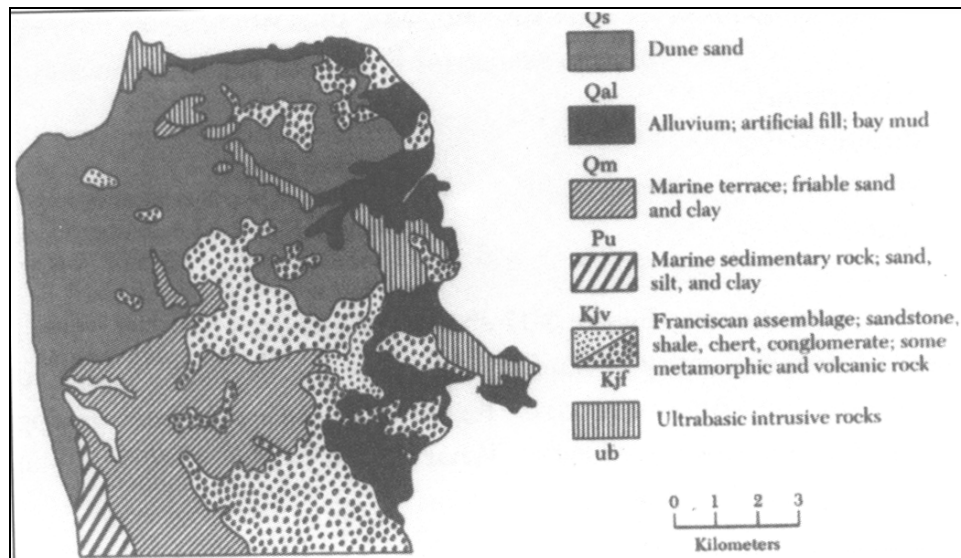 Qs
Dune sand
Qal
Alluvium; artificial fill; bay mud
Qm
Marine terrace; friable sand
and clay
Pu
Marine sedimentary rock; sand,
silt, and clay
Kjv
Franciscan assemblage; sandstone,
shale, chert, conglomerate; some
metamorphic and volcanic rock
Kjf
Ultrabasic intrusive rocks
ub
0 1 2 3
Kilometers